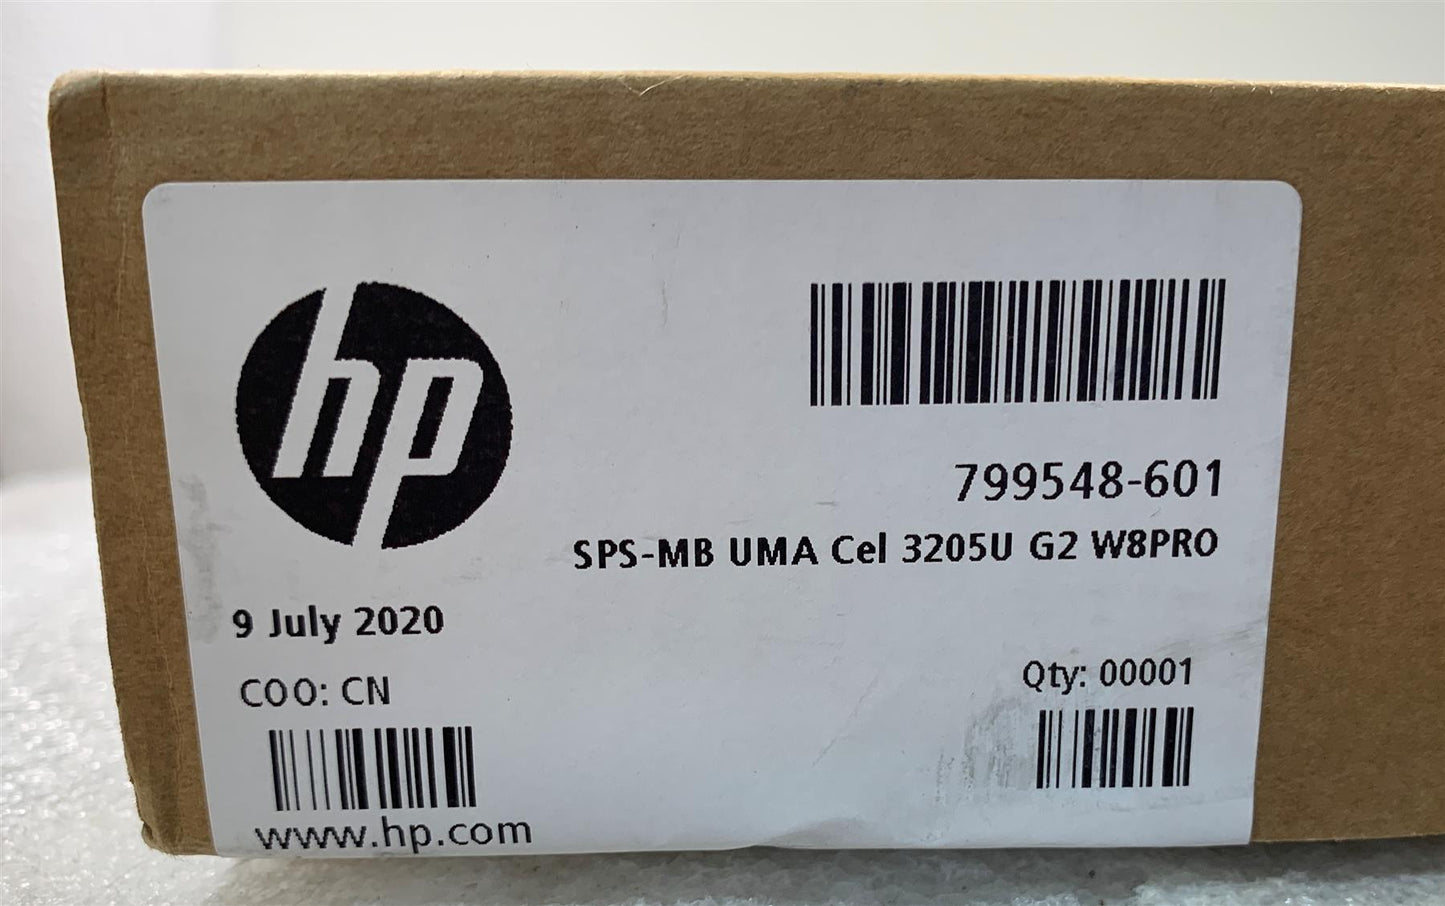 hp
799548-601
SPS-MB UMA Cel 3205U G2 W8PRO
9 July 2020
COO: CN
Qty: 00001
www.hp.com